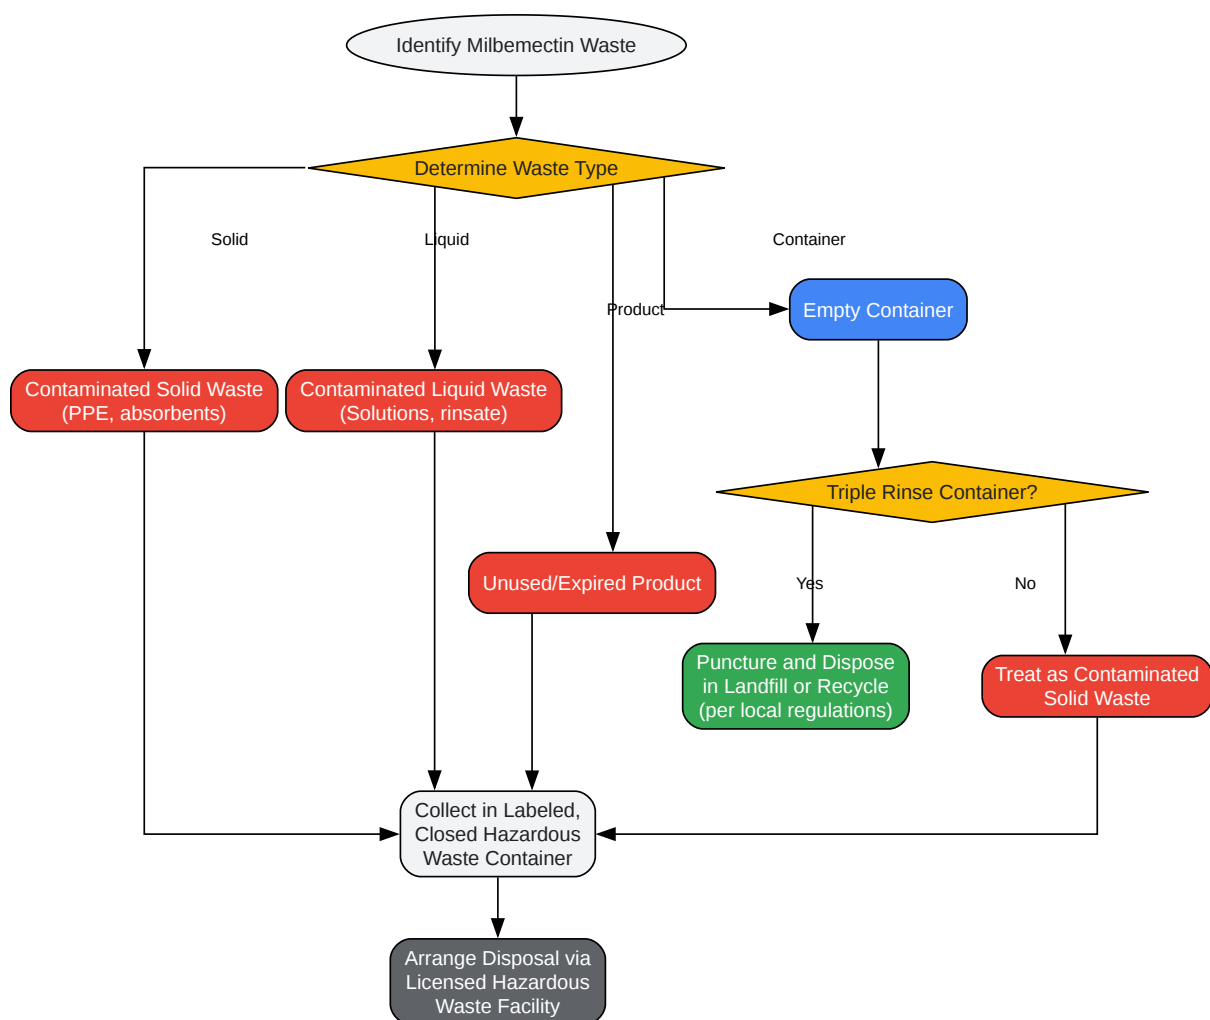 Identify Milbemectin Waste
Determine Waste Type
Solid
Liquid
Container
Product
Empty Container
Contaminated Solid Waste
(PPE, absorbents)
Contaminated Liquid Waste
(Solutions, rinsate)
Triple Rinse Container?
Unused/Expired Product
Yes
No
Puncture and Dispose
in Landfill or Recycle
(per local regulations)
Treat as Contaminated
Solid Waste
Collect in Labeled,
Closed Hazardous
Waste Container
Arrange Disposal via
Licensed Hazardous
Waste Facility